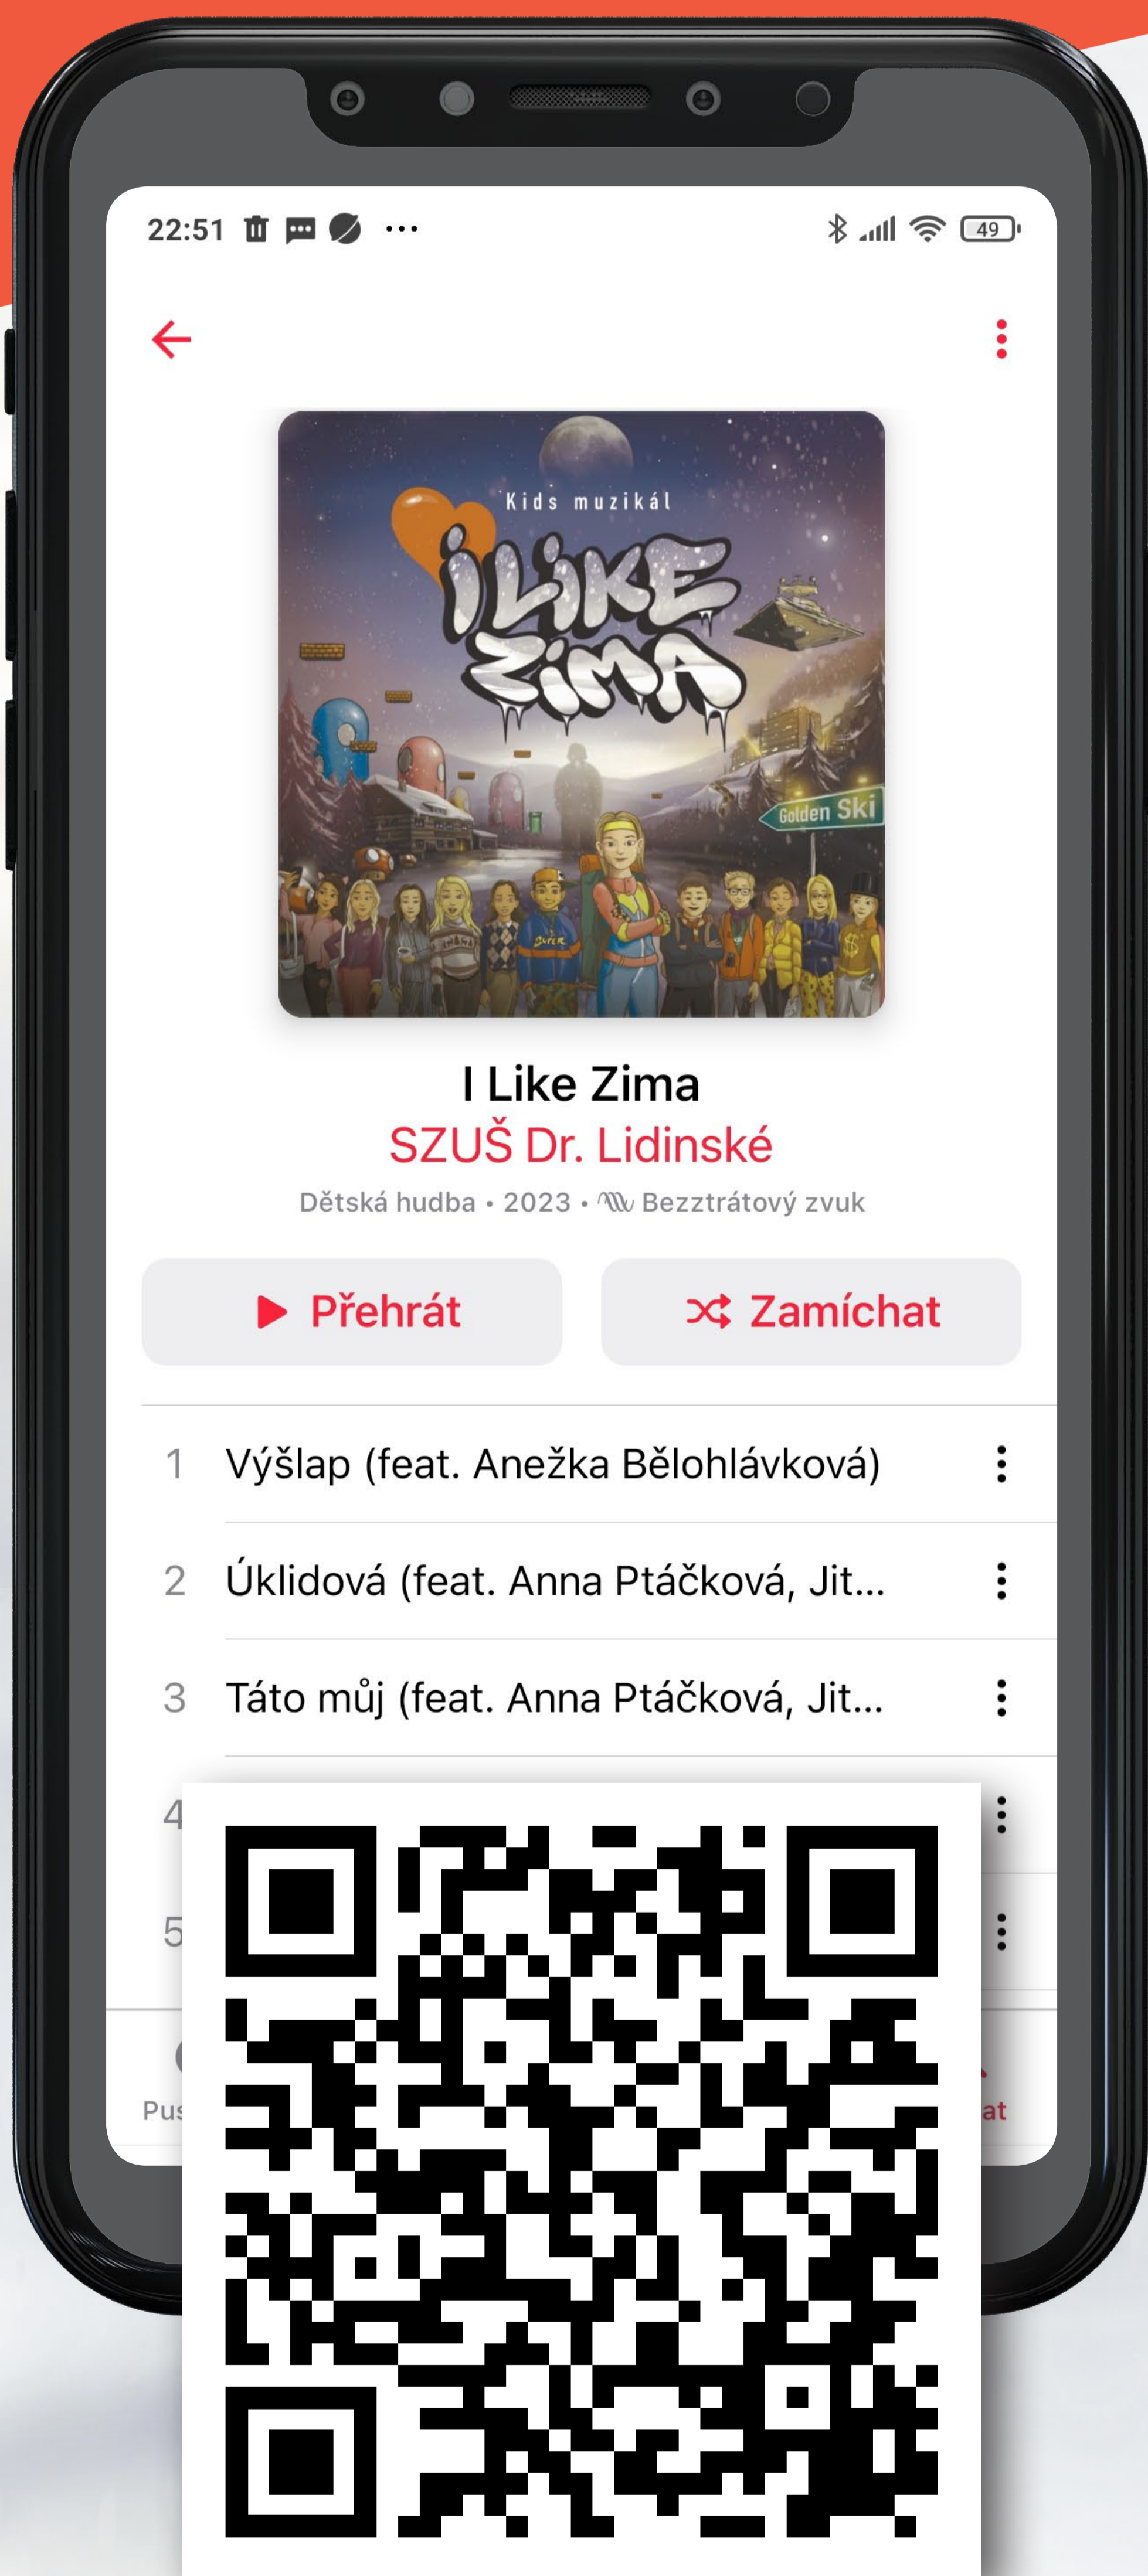 22:51
49
Kids muzikál
I LIKE
ZIMA
Golden Ski
I Like Zima
SZUŠ Dr. Lidinské
Dětská hudba • 2023 • Bezztrátový zvuk
Přehrát
Zamíchat
1 Výšlap (feat. Anežka Bělohlávková)
2 Úklidová (feat. Anna Ptáčková, Jit...
3 Táto můj (feat. Anna Ptáčková, Jit...
4
5